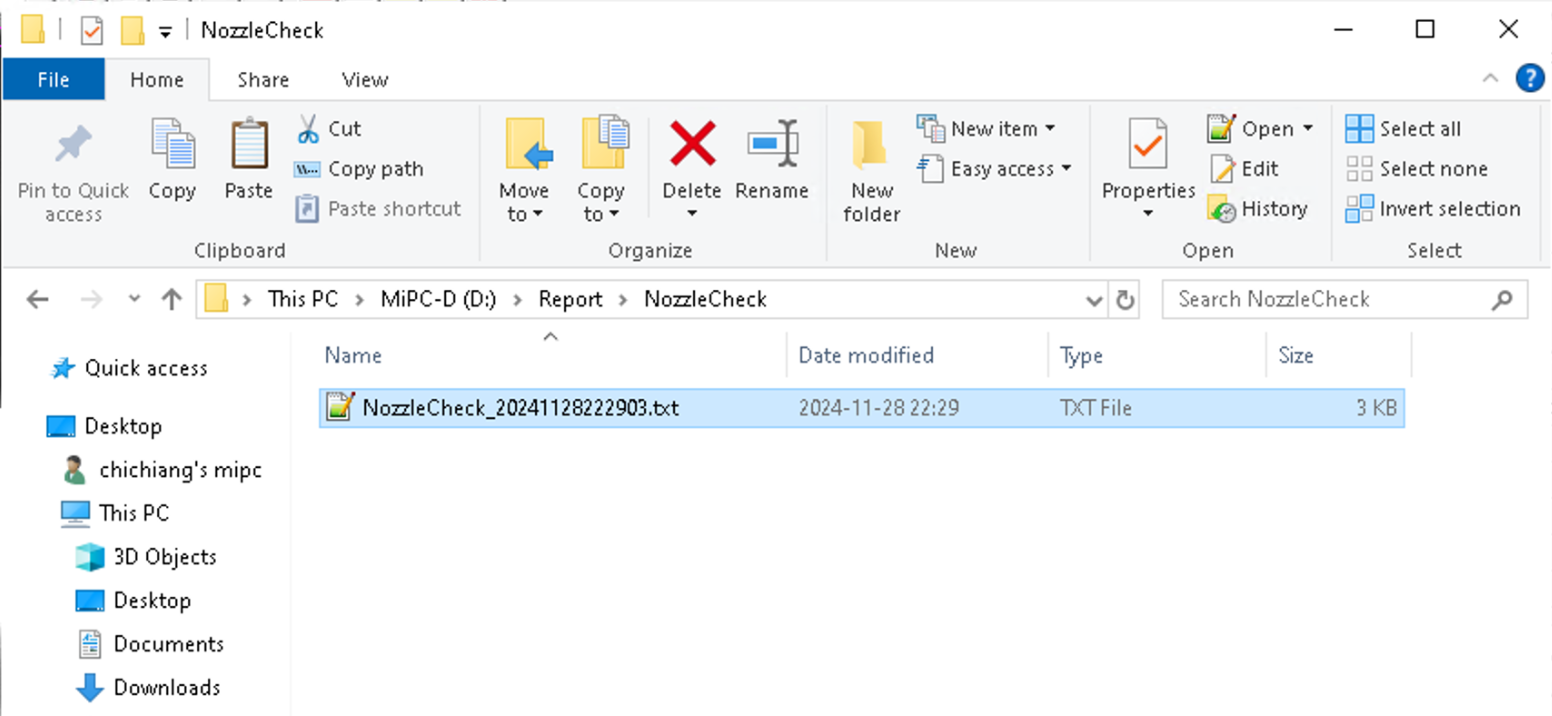 NozzleCheck
File Home Share View
Pin to Quick access
Copy
Paste
Cut
Copy path
Paste shortcut
Clipboard
Move to
Copy to
Delete
Rename
Organize
New folder
New item
Easy access
New
Properties
Open
Edit
History
Open
Select all
Select none
Invert selection
Select
This PC > MiPC-D (D:) > Report > NozzleCheck
Search NozzleCheck
Name Date modified Type Size
NozzleCheck_20241128222903.txt 2024-11-28 22:29 TXT File 3 KB
Quick access
Desktop
chichiang's mipc
This PC
3D Objects
Desktop
Documents
Downloads